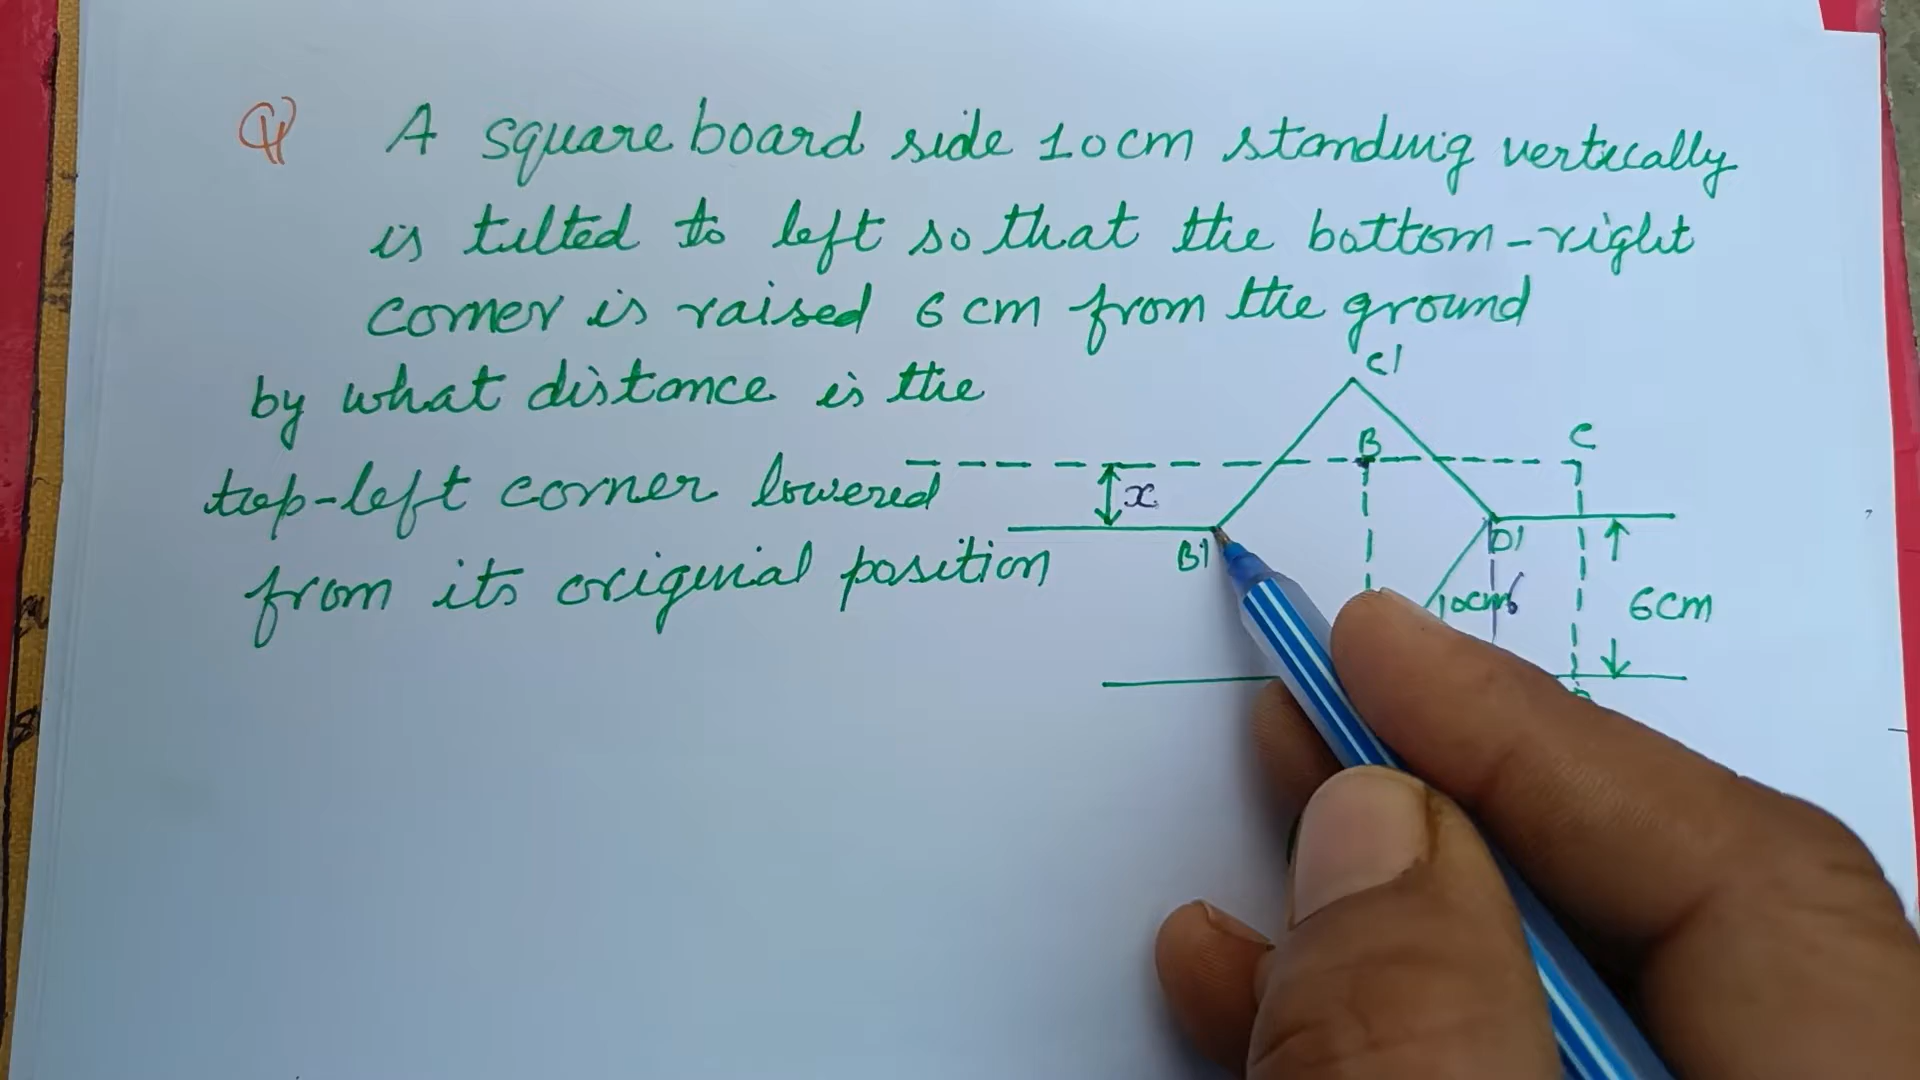 Q
A square board side 10cm standing vertically
is tilted to left so that the bottom-right
corner is raised 6 cm from the ground
by what distance is the
top-left corner lowered
from its original position
C'
B
C
x
B'
D'
10cm
6
6cm